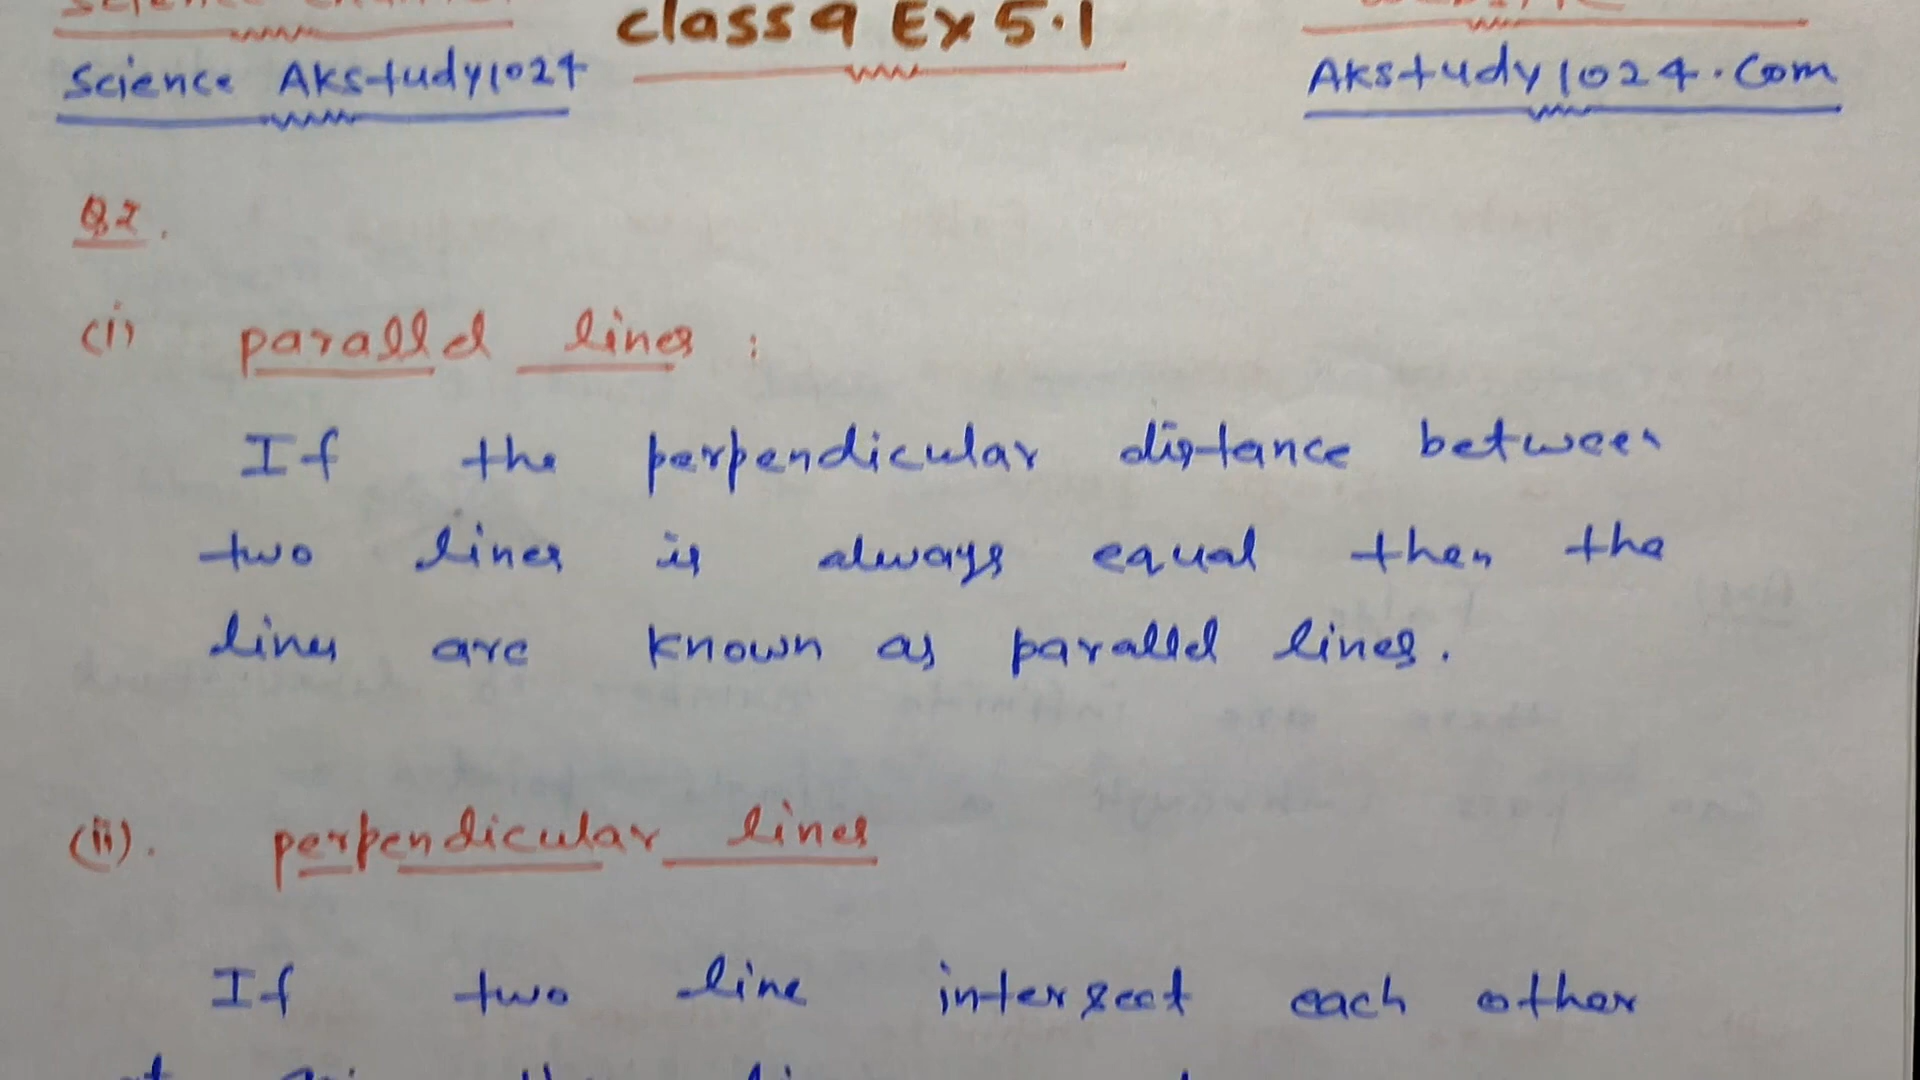 Science
class 9 Ex 5.1
Science AKstudy1024
AKstudy1024.Com
Q2.
(i) parallel lines :
If the perpendicular distance between
two lines is always equal then the
lines are known as parallel lines.
(ii). perpendicular lines
If two line intersect each other